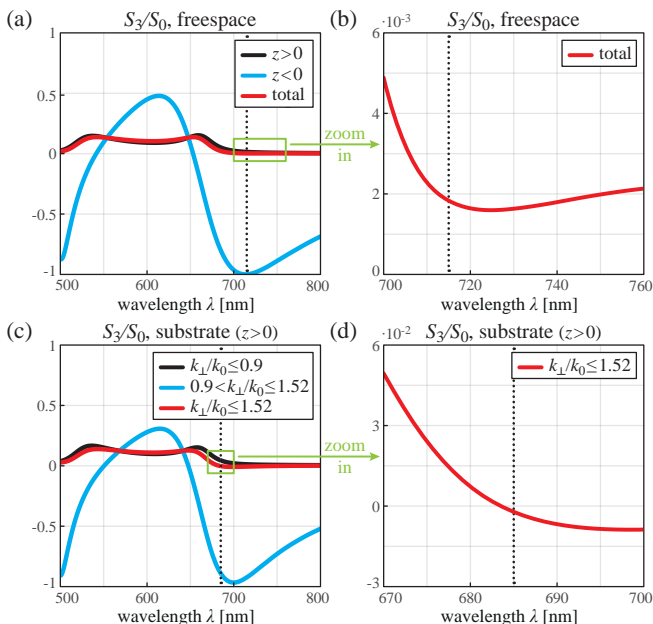 (a) S3/S0, freespace
1
0.5
0
-0.5
-1
z>0
z<0
total
500 600 700 800
wavelength λ [nm]
zoom
in
(b) S3/S0, freespace
6 ×10-3
4
2
0
total
700 720 740 760
wavelength λ [nm]
(c) S3/S0, substrate (z>0)
1
0.5
0
-0.5
-1
k⊥/k0≤0.9
0.9<k⊥/k0≤1.52
k⊥/k0≤1.52
500 600 700 800
wavelength λ [nm]
zoom
in
(d) S3/S0, substrate (z>0)
6 ×10-2
3
0
-3
k⊥/k0≤1.52
670 680 690 700
wavelength λ [nm]